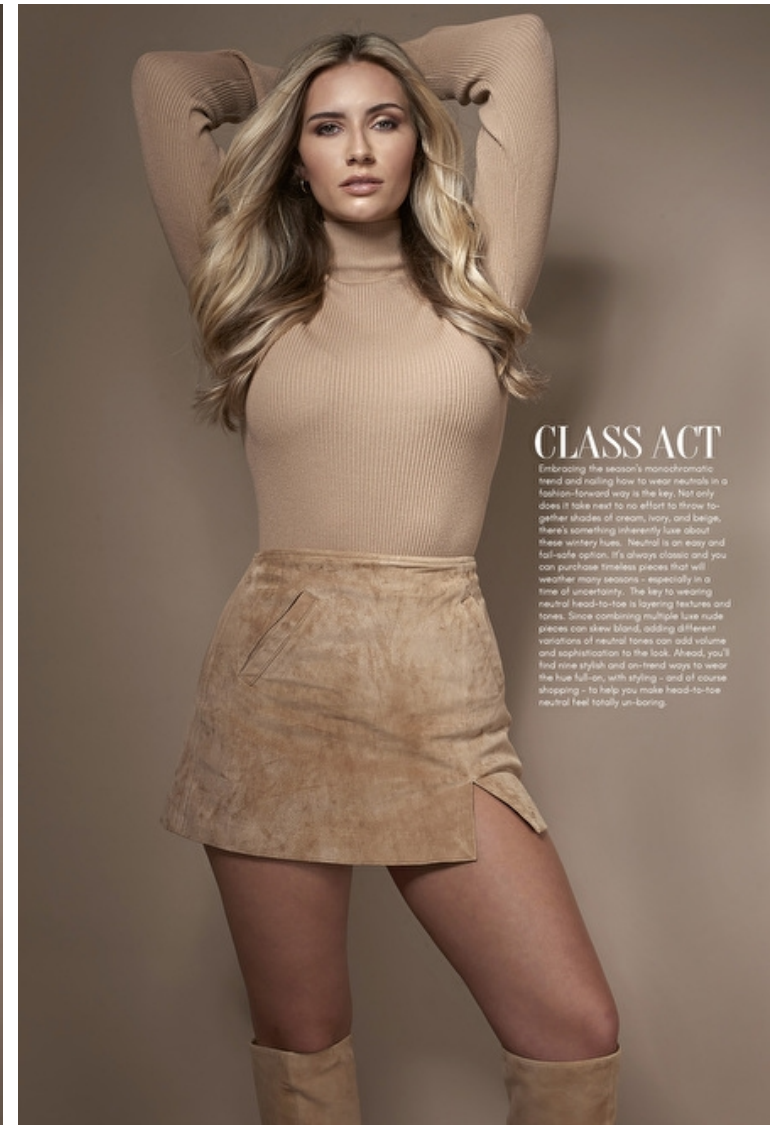 CLASS ACT
Embracing the season's monochromatic
trend and nailing how to wear neutrals in a
fashion-forward way is the key. Not only
does it take next to no effort to throw to-
gether shades of cream, ivory, and beige,
there's something inherently luxe about
these wintery hues. Neutral is an easy and
fail-safe option. It's always classic and you
can purchase timeless pieces that will
weather many seasons - especially in a
time of uncertainty. The key to wearing
neutral head-to-toe is layering textures and
tones. Since combining multiple luxe nude
pieces can skew bland, adding different
variations of neutral tones can add volume
and sophistication to the look. Ahead, you'll
find nine stylish and on-trend ways to wear
the hue full-on, with styling - and of course
shopping - to help you make head-to-toe
neutral feel totally un-boring.